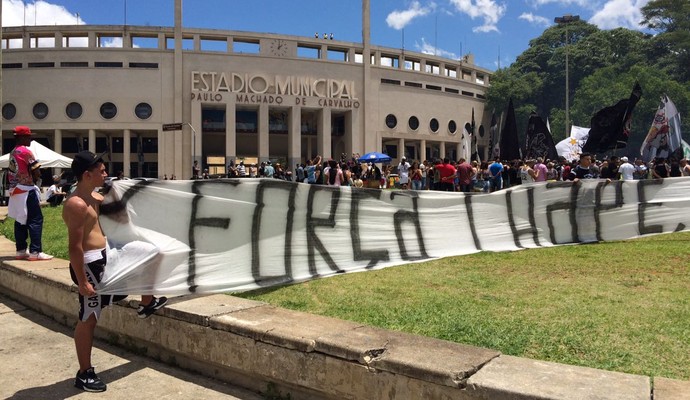 ESTADIO MUNICIPAL
PAULO MACHADO DE CARVALHO
FORÇA CHAPE